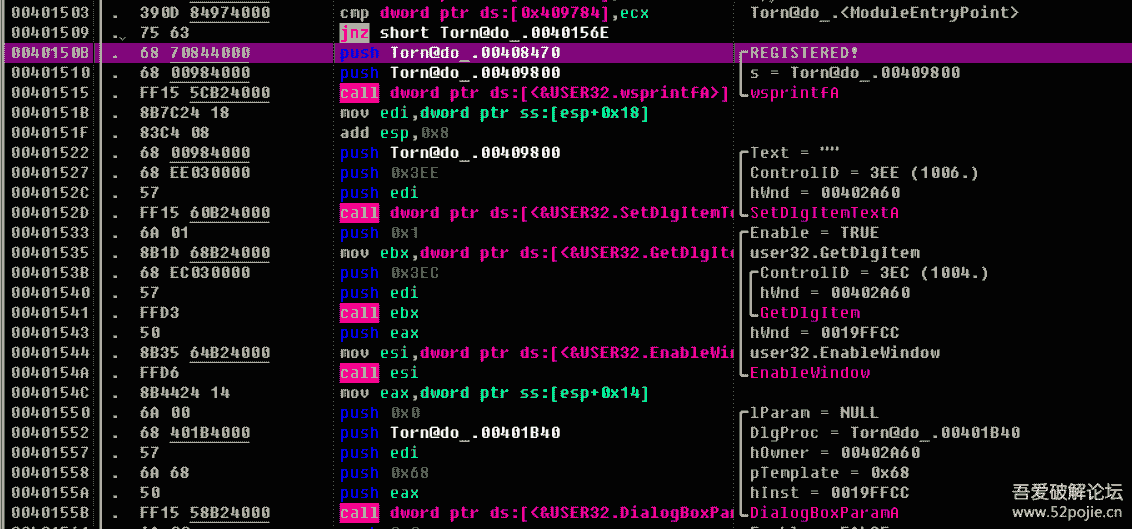 00401503 . 390D 84974000 cmp dword ptr ds:[0x409784],ecx Torn@do_.<ModuleEntryPoint>
00401509 . 75 63 jnz short Torn@do_.0040156E
0040150B . 68 70844000 push Torn@do_.00408470 REGISTERED!
00401510 . 68 00984000 push Torn@do_.00409800 s = Torn@do_.00409800
00401515 . FF15 5CB24000 call dword ptr ds:[<&USER32.wsprintfA>] wsprintfA
0040151B . 8B7C24 18 mov edi,dword ptr ss:[esp+0x18]
0040151F . 83C4 08 add esp,0x8
00401522 . 68 00984000 push Torn@do_.00409800 Text = ""
00401527 . 68 EE030000 push 0x3EE ControlID = 3EE (1006.)
0040152C . 57 push edi hWnd = 00402A60
0040152D . FF15 60B24000 call dword ptr ds:[<&USER32.SetDlgItemTe SetDlgItemTextA
00401533 . 6A 01 push 0x1 Enable = TRUE
00401535 . 8B1D 68B24000 mov ebx,dword ptr ds:[<&USER32.GetDlgIte user32.GetDlgItem
0040153B . 68 EC030000 push 0x3EC ControlID = 3EC (1004.)
00401540 . 57 push edi hWnd = 00402A60
00401541 . FFD3 call ebx GetDlgItem
00401543 . 50 push eax hWnd = 0019FFCC
00401544 . 8B35 64B24000 mov esi,dword ptr ds:[<&USER32.EnableWin user32.EnableWindow
0040154A . FFD6 call esi EnableWindow
0040154C . 8B4424 14 mov eax,dword ptr ss:[esp+0x14]
00401550 . 6A 00 push 0x0 lParam = NULL
00401552 . 68 401B4000 push Torn@do_.00401B40 DlgProc = Torn@do_.00401B40
00401557 . 57 push edi hOwner = 00402A60
00401558 . 6A 68 push 0x68 pTemplate = 0x68
0040155A . 50 push eax hInst = 0019FFCC
0040155B . FF15 58B24000 call dword ptr ds:[<&USER32.DialogBoxPar DialogBoxParamA
吾爱破解论坛
www.52pojie.cn